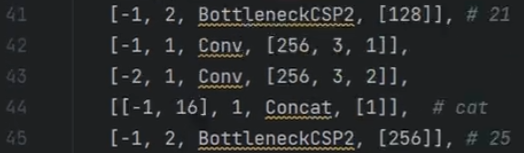 41 [-1, 2, BottleneckCSP2, [128]], # 21
42 [-1, 1, Conv, [256, 3, 1]],
43 [-2, 1, Conv, [256, 3, 2]],
44 [[-1, 16], 1, Concat, [1]], # cat
45 [-1, 2, BottleneckCSP2, [256]], # 25